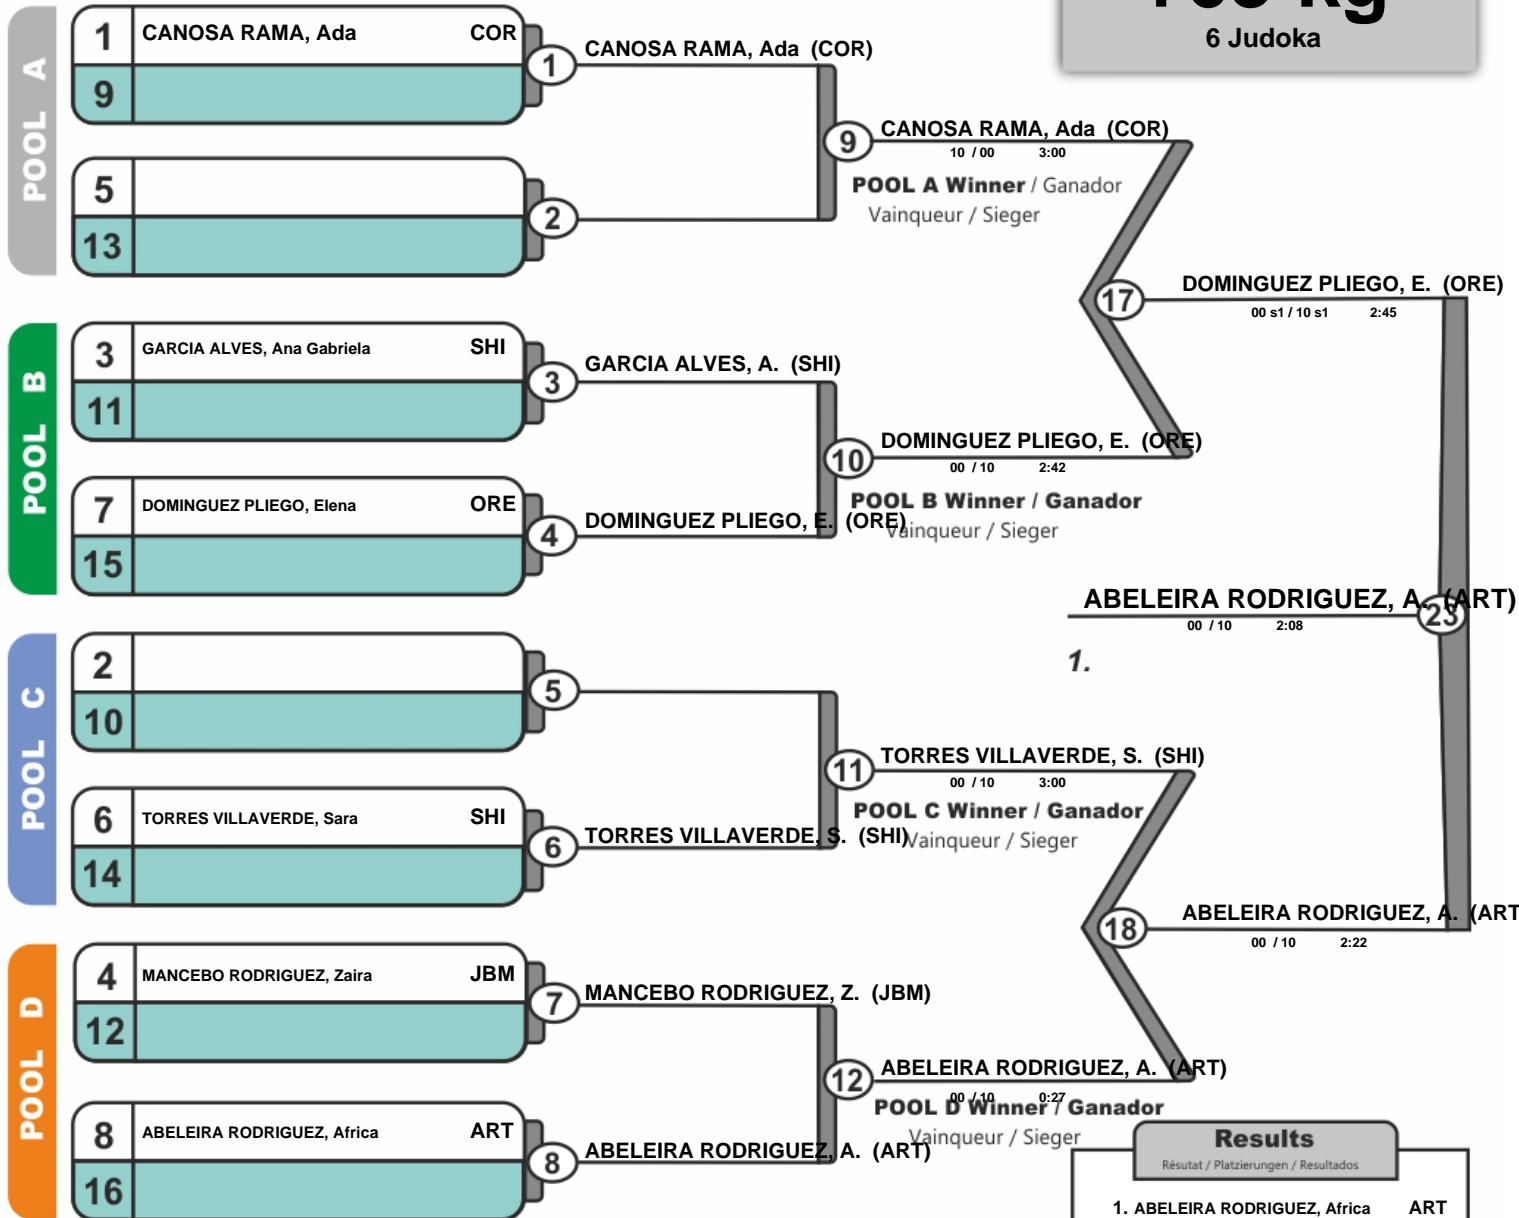 6 Judoka
POOL A
1 CANOSA RAMA, Ada COR
9
1
CANOSA RAMA, Ada (COR)
5
13
2
9
CANOSA RAMA, Ada (COR)
10 / 00 3:00
POOL A Winner / Ganador
Vainqueur / Sieger
POOL B
3 GARCIA ALVES, Ana Gabriela SHI
11
3
GARCIA ALVES, A. (SHI)
7 DOMINGUEZ PLIEGO, Elena ORE
15
4
DOMINGUEZ PLIEGO, E. (ORE)
10
DOMINGUEZ PLIEGO, E. (ORE)
00 / 10 2:42
POOL B Winner / Ganador
Vainqueur / Sieger
17
DOMINGUEZ PLIEGO, E. (ORE)
00 s1 / 10 s1 2:45
ABELEIRA RODRIGUEZ, A. (ART)
23
00 / 10 2:08
1.
POOL C
2
10
5
6 TORRES VILLAVERDE, Sara SHI
14
6
TORRES VILLAVERDE, S. (SHI)
11
TORRES VILLAVERDE, S. (SHI)
00 / 10 3:00
POOL C Winner / Ganador
Vainqueur / Sieger
POOL D
4 MANCEBO RODRIGUEZ, Zaira JBM
12
7
MANCEBO RODRIGUEZ, Z. (JBM)
8 ABELEIRA RODRIGUEZ, Africa ART
16
8
ABELEIRA RODRIGUEZ, A. (ART)
12
ABELEIRA RODRIGUEZ, A. (ART)
00 / 10 0:27
POOL D Winner / Ganador
Vainqueur / Sieger
18
ABELEIRA RODRIGUEZ, A. (ART
00 / 10 2:22
Results
Résutat / Platzierungen / Resultados
1. ABELEIRA RODRIGUEZ, Africa ART